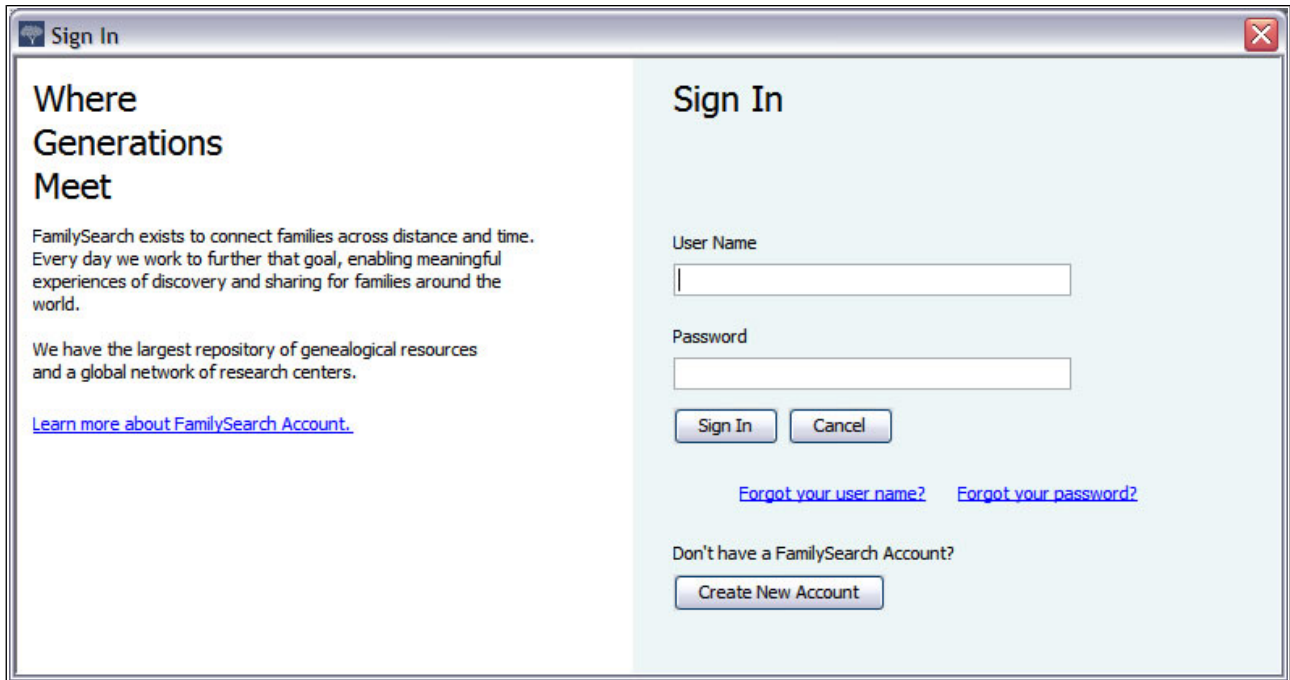 Sign In
Where
Generations
Meet
FamilySearch exists to connect families across distance and time.
Every day we work to further that goal, enabling meaningful
experiences of discovery and sharing for families around the
world.
We have the largest repository of genealogical resources
and a global network of research centers.
Learn more about FamilySearch Account.
Sign In
User Name
Password
Sign In Cancel
Forgot your user name? Forgot your password?
Don't have a FamilySearch Account?
Create New Account